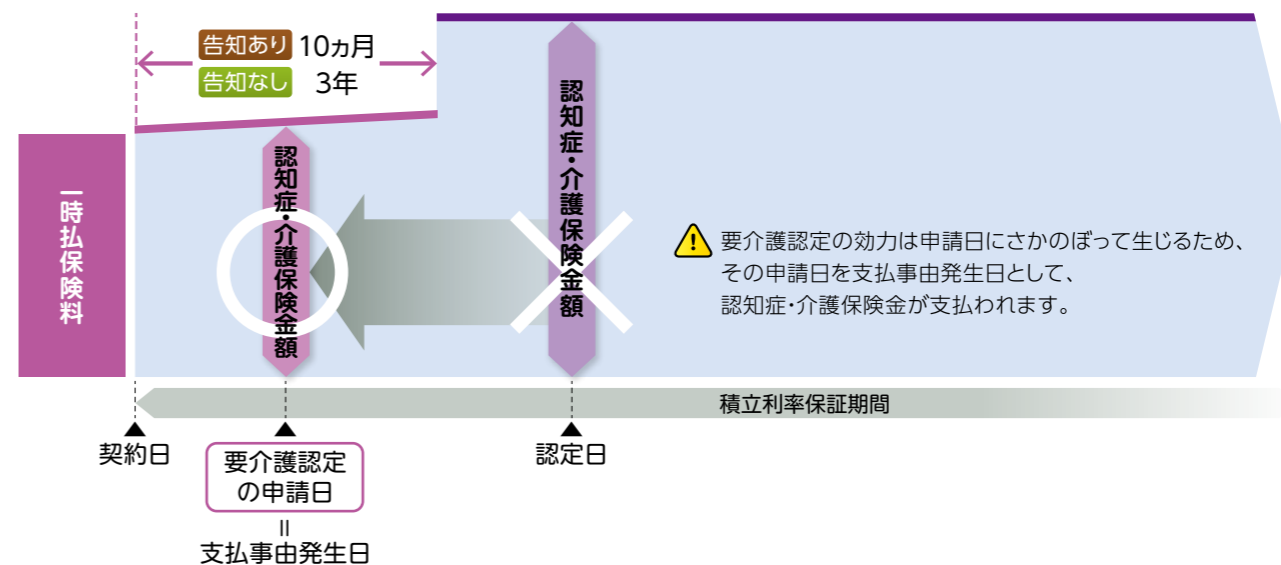 告知あり 10ヵ月
告知なし 3年
一時払保険料
認知症・介護保険金額
認知症・介護保険金額
要介護認定の効力は申請日にさかのぼって生じるため、
その申請日を支払事由発生日として、
認知症・介護保険金が支払われます。
積立利率保証期間
契約日
要介護認定
の申請日
=
支払事由発生日
認定日